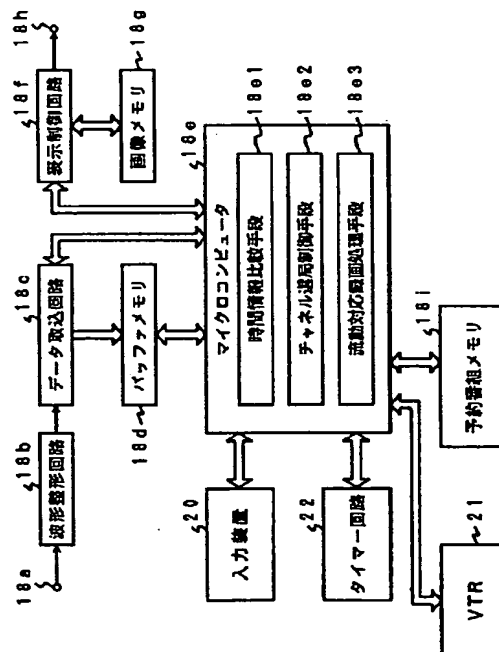 18a
18b
波形整形回路
18c
データ取込回路
18d
バッファメモリ
18f
表示制御回路
18h
18g
画像メモリ
18e
マイクロコンピュータ
18e1
時間情報比較手段
18e2
チャネル選局制御手段
18e3
流動対応録画処理手段
20
入力装置
22
タイマー回路
18i
予約番組メモリ
21
VTR